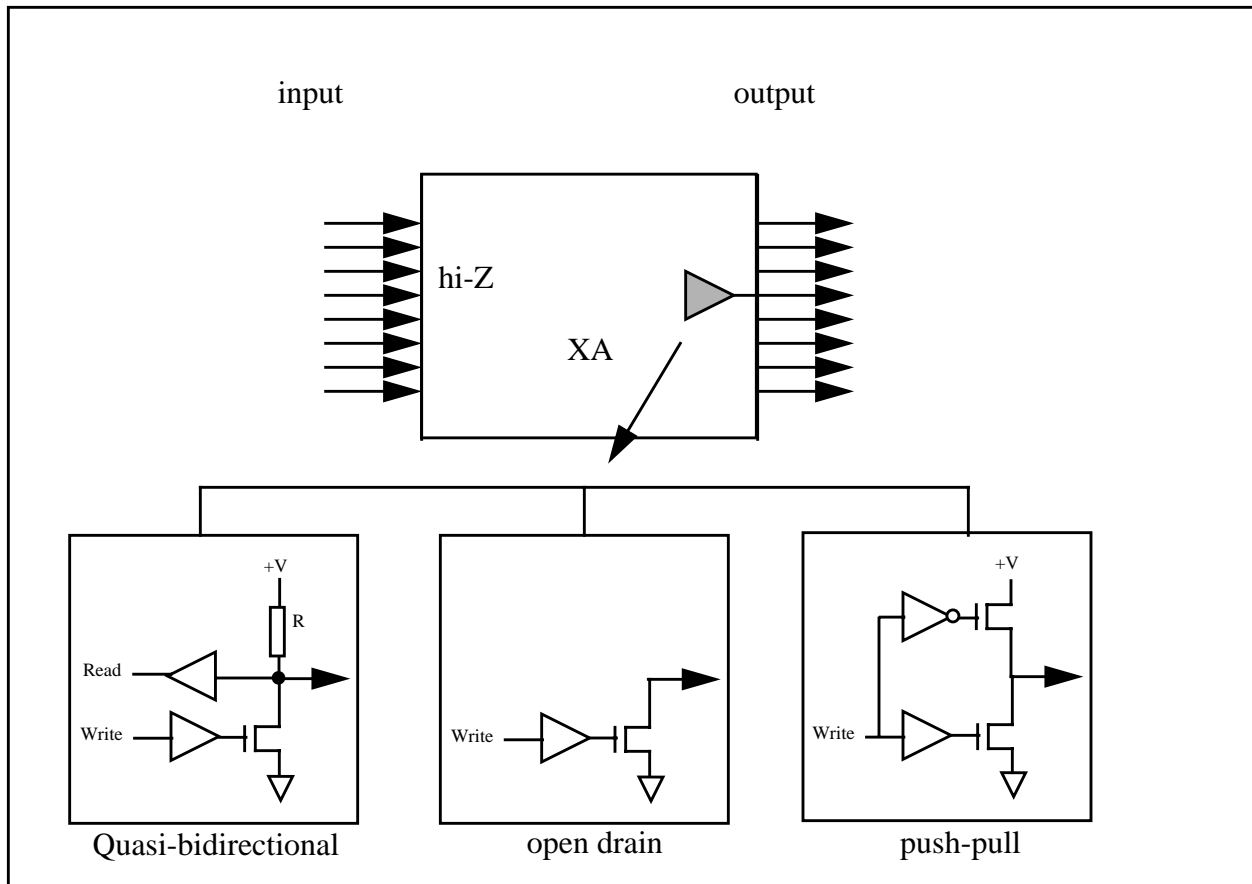 input
output
hi-Z
XA
+V
R
Read
Write
Quasi-bidirectional
Write
open drain
+V
Write
push-pull